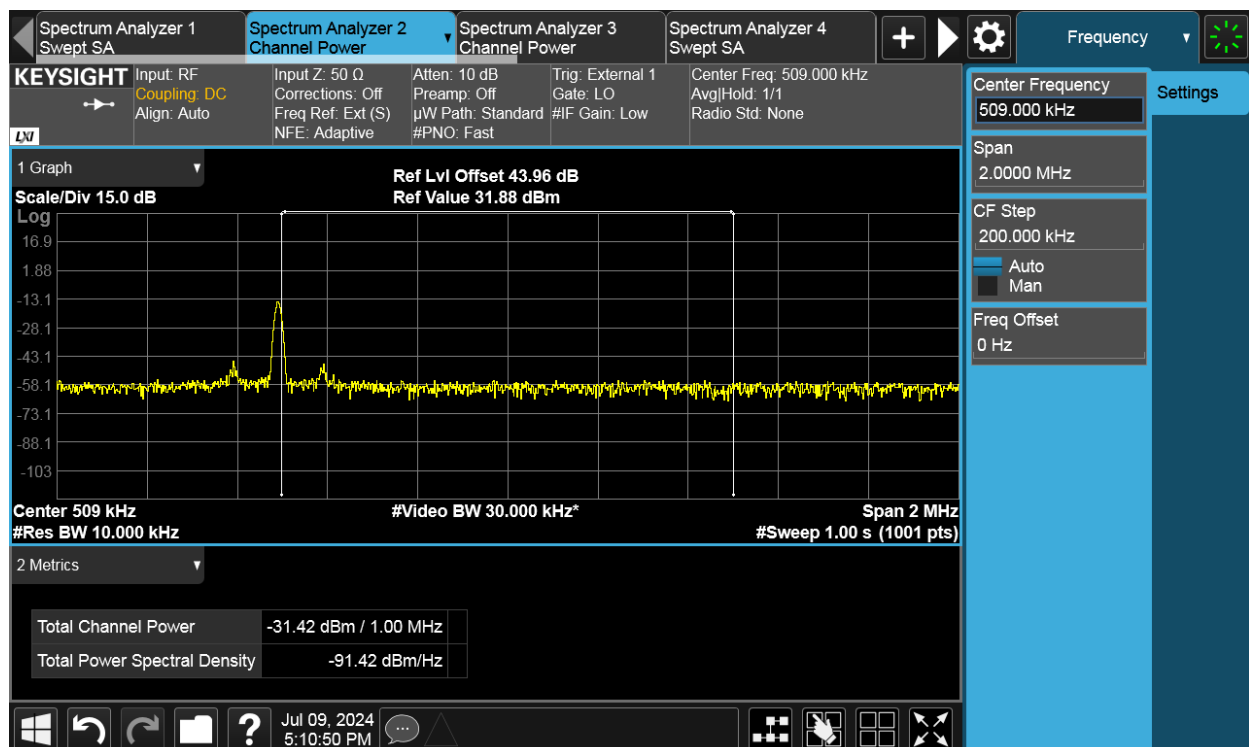 Spectrum Analyzer 1
Swept SA
Spectrum Analyzer 2
Channel Power
Spectrum Analyzer 3
Channel Power
Spectrum Analyzer 4
Swept SA
+
Frequency
KEYSIGHT
LXI
Input: RF
Coupling: DC
Align: Auto
Input Z: 50 Ω
Corrections: Off
Freq Ref: Ext (S)
NFE: Adaptive
Atten: 10 dB
Preamp: Off
µW Path: Standard
#PNO: Fast
Trig: External 1
Gate: LO
#IF Gain: Low
Center Freq: 509.000 kHz
Avg|Hold: 1/1
Radio Std: None
Center Frequency
509.000 kHz
Settings
Span
2.0000 MHz
CF Step
200.000 kHz
Auto
Man
Freq Offset
0 Hz
1 Graph
Ref Lvl Offset 43.96 dB
Scale/Div 15.0 dB
Ref Value 31.88 dBm
Log
16.9
1.88
-13.1
-28.1
-43.1
-58.1
-73.1
-88.1
-103
Center 509 kHz
#Video BW 30.000 kHz*
Span 2 MHz
#Res BW 10.000 kHz
#Sweep 1.00 s (1001 pts)
2 Metrics
Total Channel Power -31.42 dBm / 1.00 MHz
Total Power Spectral Density -91.42 dBm/Hz
?
Jul 09, 2024
5:10:50 PM